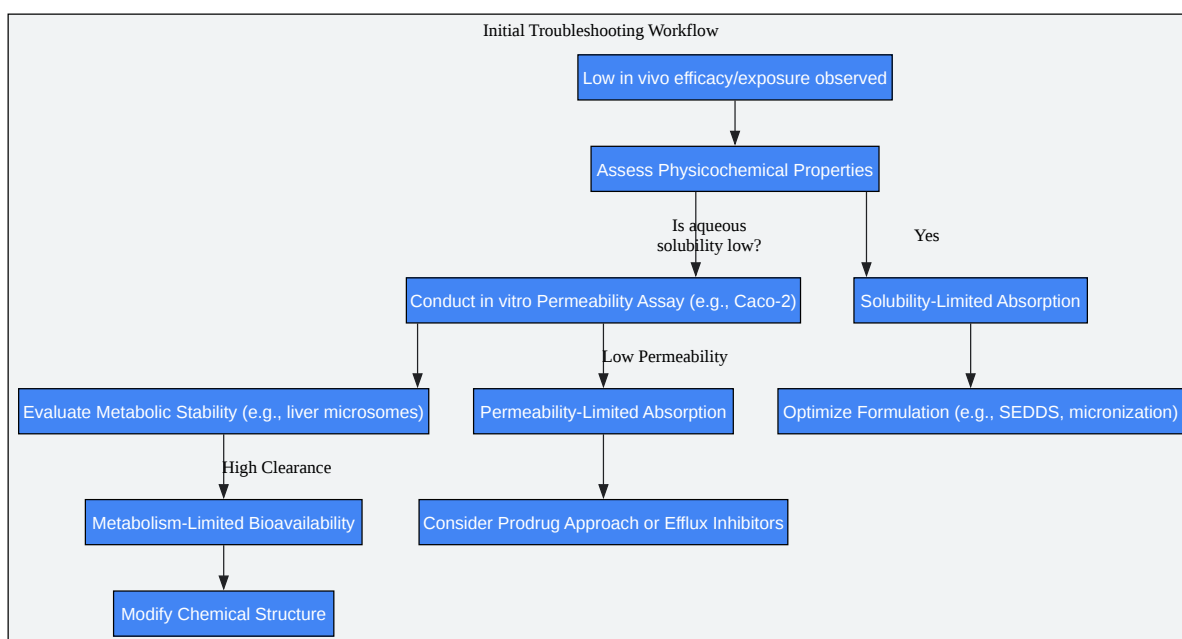 Initial Troubleshooting Workflow
Low in vivo efficacy/exposure observed
Assess Physicochemical Properties
Is aqueous
solubility low?
Yes
Conduct in vitro Permeability Assay (e.g., Caco-2)
Solubility-Limited Absorption
Low Permeability
Evaluate Metabolic Stability (e.g., liver microsomes)
Permeability-Limited Absorption
Optimize Formulation (e.g., SEDDS, micronization)
High Clearance
Metabolism-Limited Bioavailability
Consider Prodrug Approach or Efflux Inhibitors
Modify Chemical Structure